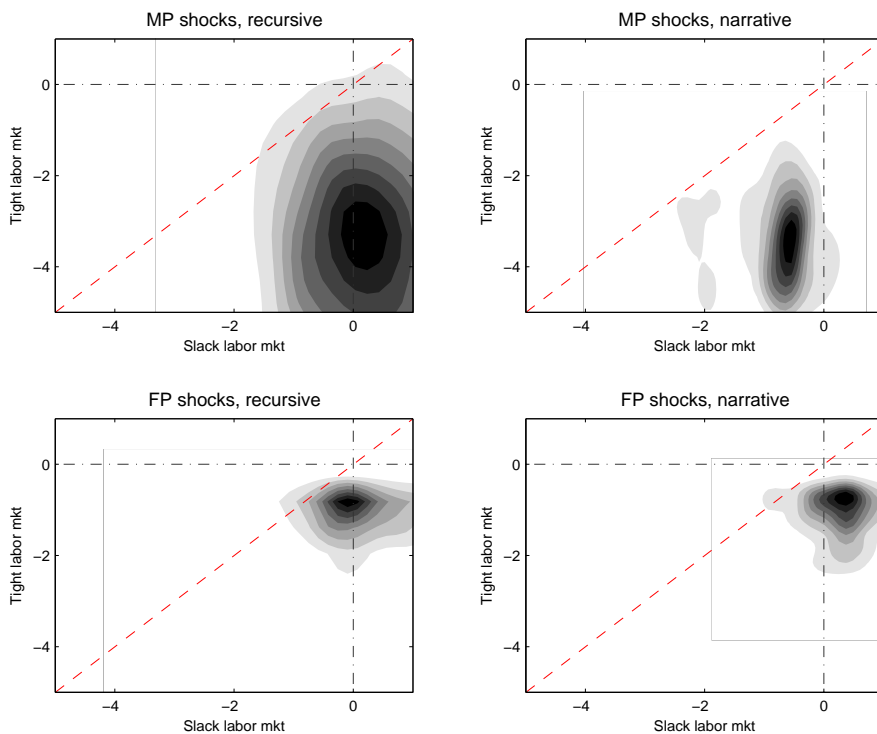 MP shocks, recursive
0
−2
−4
Tight labor mkt
−4 −2 0
Slack labor mkt
MP shocks, narrative
0
−2
−4
Tight labor mkt
−4 −2 0
Slack labor mkt
FP shocks, recursive
0
−2
−4
Tight labor mkt
−4 −2 0
Slack labor mkt
FP shocks, narrative
0
−2
−4
Tight labor mkt
−4 −2 0
Slack labor mkt